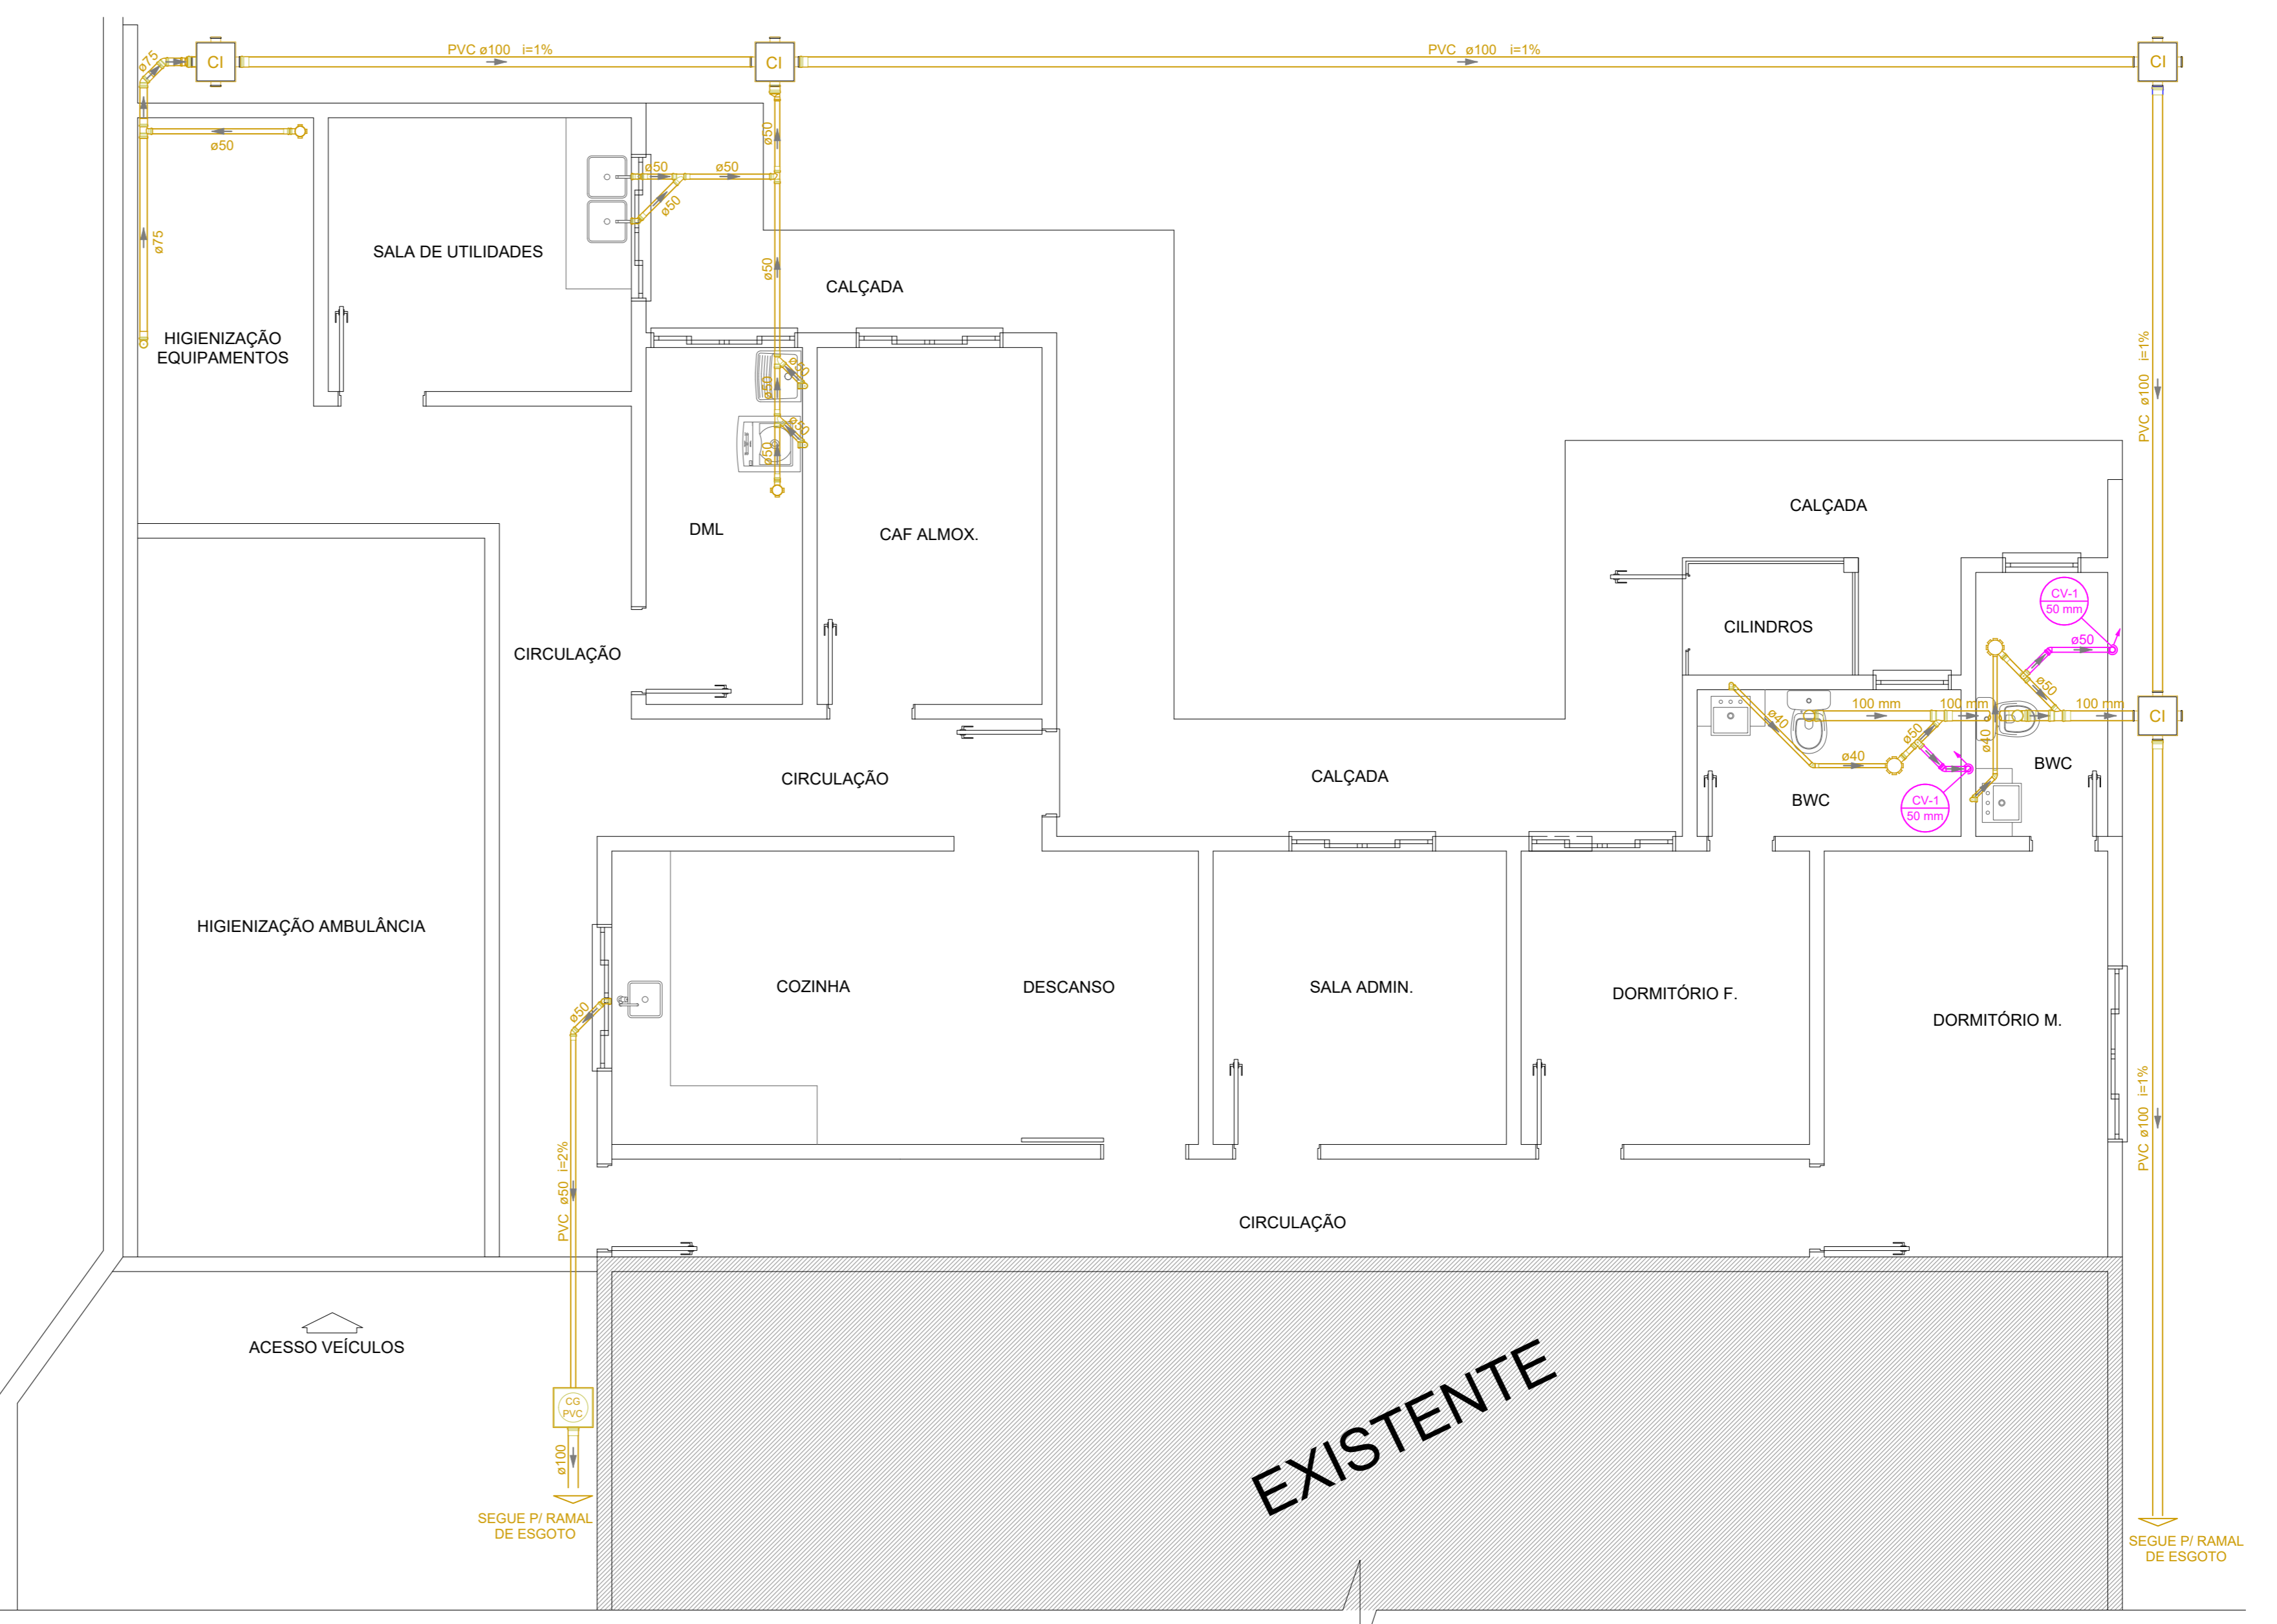 PVC ø100 i=1%
PVC ø100 i=1%
ø75
CI
CI
CI
ø50
ø50
ø50
ø50
ø50
ø75
SALA DE UTILIDADES
ø50
CALÇADA
HIGIENIZAÇÃO
EQUIPAMENTOS
PVC ø100 i=1%
ø50
ø50
ø50
ø50
DML
CAF ALMOX.
CALÇADA
CILINDROS
CV-1
50 mm
ø50
CIRCULAÇÃO
ø50
100 mm
100 mm
100 mm
CI
ø40
ø50
ø40
ø40
BWC
CIRCULAÇÃO
CALÇADA
BWC
CV-1
50 mm
HIGIENIZAÇÃO AMBULÂNCIA
COZINHA
DESCANSO
SALA ADMIN.
DORMITÓRIO F.
DORMITÓRIO M.
ø50
PVC ø50 i=2%
PVC ø100 i=1%
CIRCULAÇÃO
ACESSO VEÍCULOS
CG
PVC
ø100
EXISTENTE
SEGUE P/ RAMAL
DE ESGOTO
SEGUE P/ RAMAL
DE ESGOTO